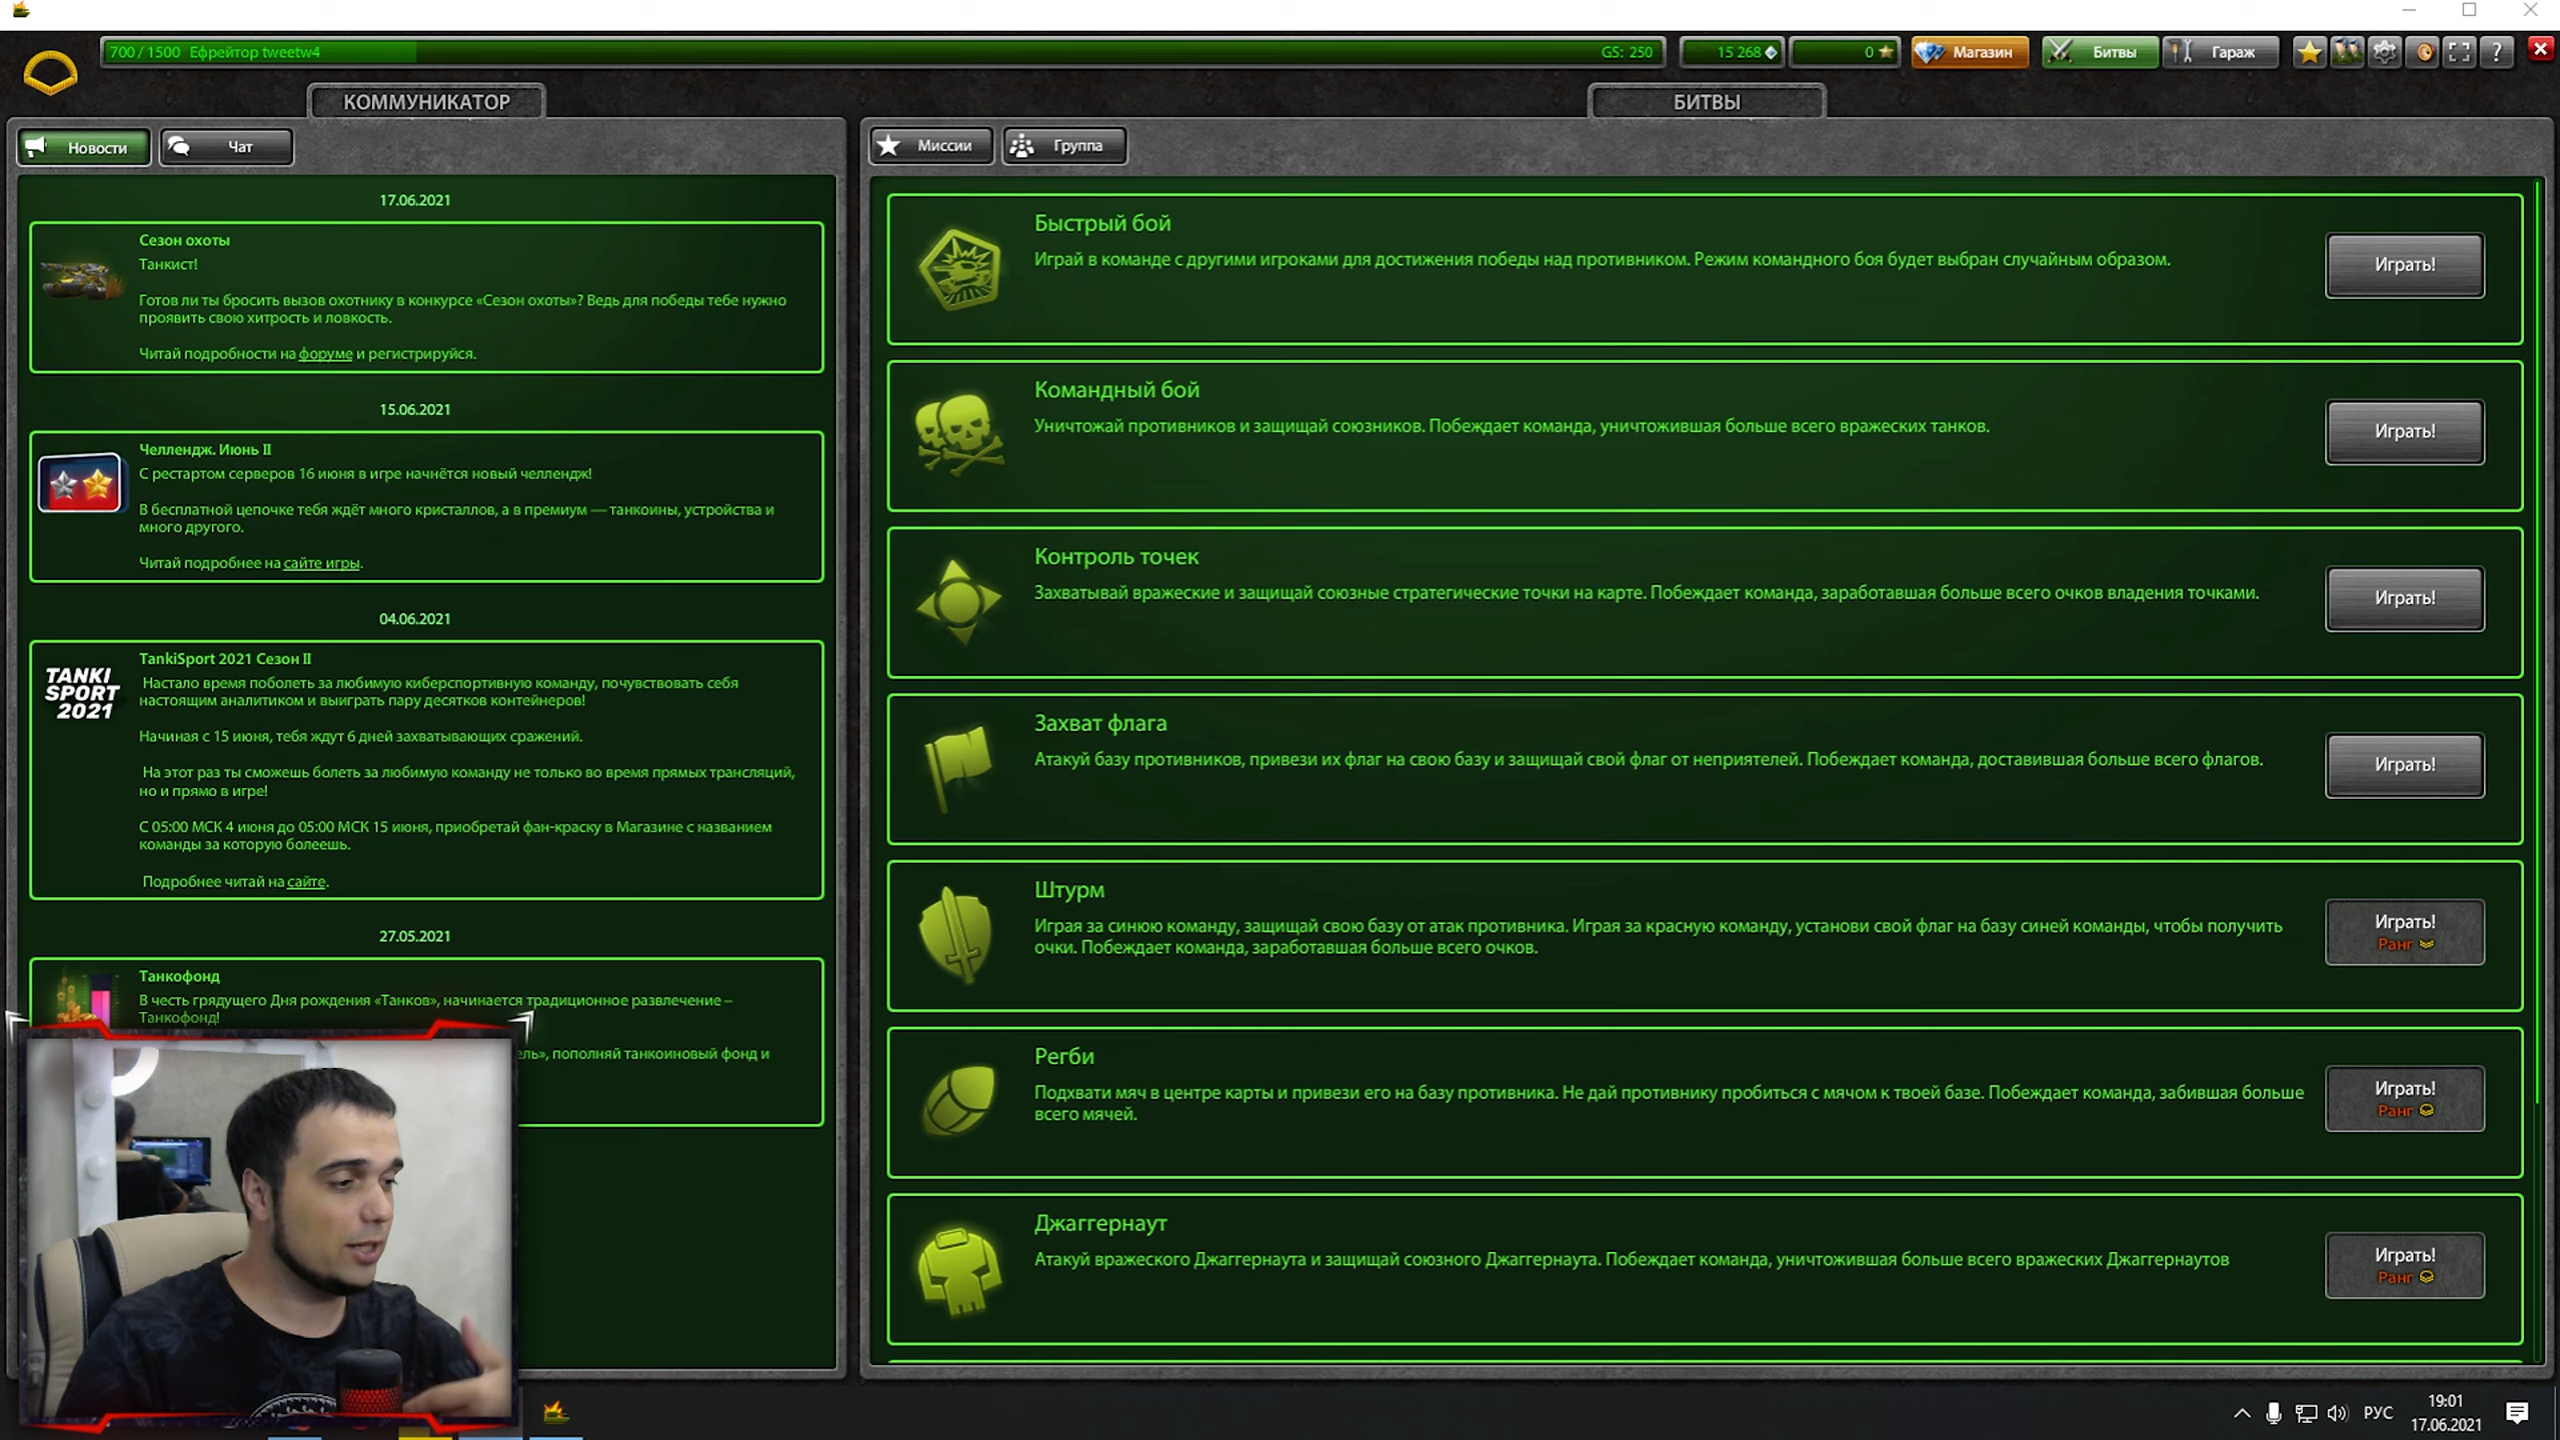 700 / 1500 Ефрейтор tweetw4
GS: 250
15 268
0
Магазин
Битвы
Гараж
?
КОММУНИКАТОР
БИТВЫ
Новости
Чат
Миссии
Группа
17.06.2021
Сезон охоты
Танкист!
Готов ли ты бросить вызов охотнику в конкурсе «Сезон охоты»? Ведь для победы тебе нужно
проявить свою хитрость и ловкость.
Читай подробности на форуме и регистрируйся.
15.06.2021
Челлендж. Июнь II
С рестартом серверов 16 июня в игре начнётся новый челлендж!
В бесплатной цепочке тебя ждёт много кристаллов, а в премиум — танкоины, устройства и
много другого.
Читай подробнее на сайте игры.
04.06.2021
TANKI
SPORT
2021
TankiSport 2021 Сезон II
Настало время поболеть за любимую киберспортивную команду, почувствовать себя
настоящим аналитиком и выиграть пару десятков контейнеров!
Начиная с 15 июня, тебя ждут 6 дней захватывающих сражений.
На этот раз ты сможешь болеть за любимую команду не только во время прямых трансляций,
но и прямо в игре!
С 05:00 МСК 4 июня до 05:00 МСК 15 июня, приобретай фан-краску в Магазине с названием
команды за которую болеешь.
Подробнее читай на сайте.
27.05.2021
Танкофонд
В честь грядущего Дня рождения «Танков», начинается традиционное развлечение –
Танкофонд!
ель», пополняй танкоиновый фонд и
Быстрый бой
Играй в команде с другими игроками для достижения победы над противником. Режим командного боя будет выбран случайным образом.
Играть!
Командный бой
Уничтожай противников и защищай союзников. Побеждает команда, уничтожившая больше всего вражеских танков.
Играть!
Контроль точек
Захватывай вражеские и защищай союзные стратегические точки на карте. Побеждает команда, заработавшая больше всего очков владения точками.
Играть!
Захват флага
Атакуй базу противников, привези их флаг на свою базу и защищай свой флаг от неприятелей. Побеждает команда, доставившая больше всего флагов.
Играть!
Штурм
Играя за синюю команду, защищай свою базу от атак противника. Играя за красную команду, установи свой флаг на базу синей команды, чтобы получить
очки. Побеждает команда, заработавшая больше всего очков.
Играть!
Ранг
Регби
Подхвати мяч в центре карты и привези его на базу противника. Не дай противнику пробиться с мячом к твоей базе. Побеждает команда, забившая больше
всего мячей.
Играть!
Ранг
Джаггернаут
Атакуй вражеского Джаггернаута и защищай союзного Джаггернаута. Побеждает команда, уничтожившая больше всего вражеских Джаггернаутов
Играть!
Ранг
РУС
19:01
17.06.2021